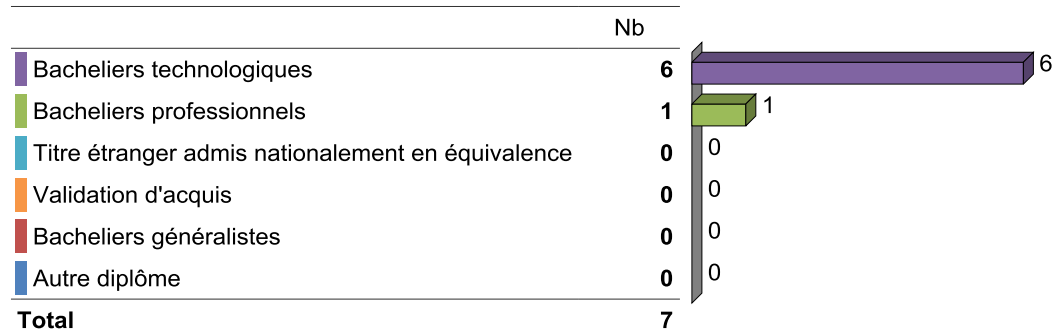 Nb
Bacheliers technologiques 6 6
Bacheliers professionnels 1 1
Titre étranger admis nationalement en équivalence 0 0
Validation d'acquis 0 0
Bacheliers généralistes 0 0
Autre diplôme 0 0
Total 7